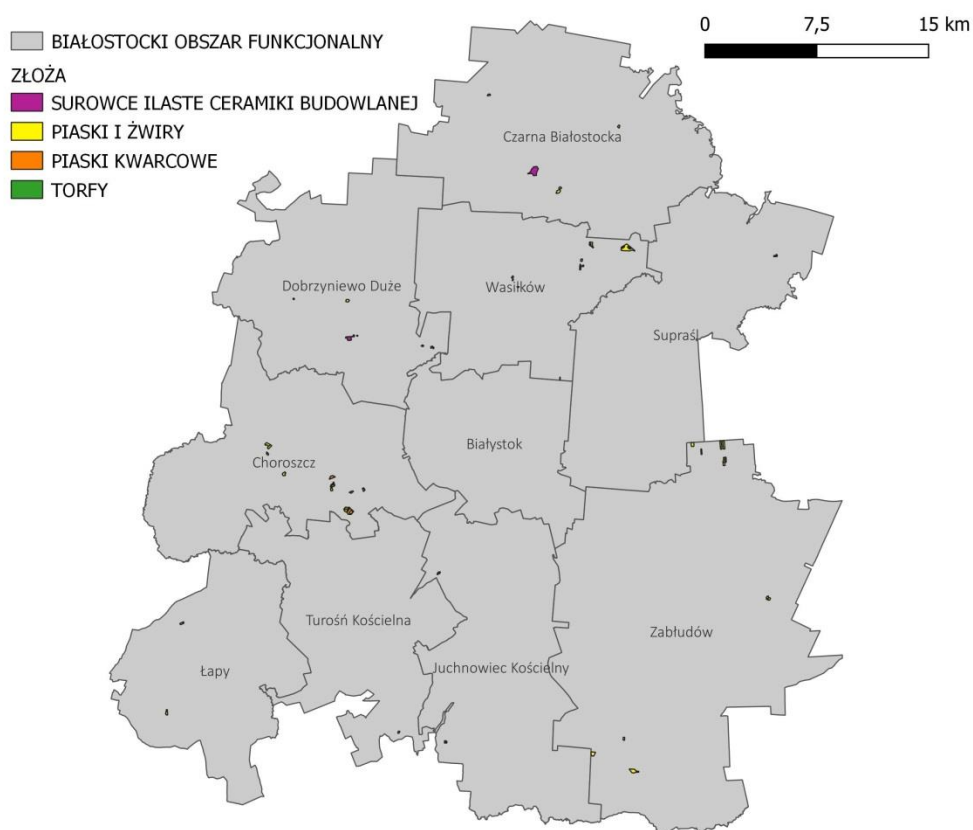 BIAŁOSTOCKI OBSZAR FUNKCJONALNY
ZŁOŻA
SUROWCE ILASTE CERAMIKI BUDOWLANEJ
PIASKI I ŻWIRY
PIASKI KWARCOWE
TORFY
0 7,5 15 km
Czarna Białostocka
Dobrzyniewo Duże
Wasilków
Supraśl
Choroszcz
Białystok
Turośń Kościelna
Zabłudów
Łapy
Juchnowiec Kościelny